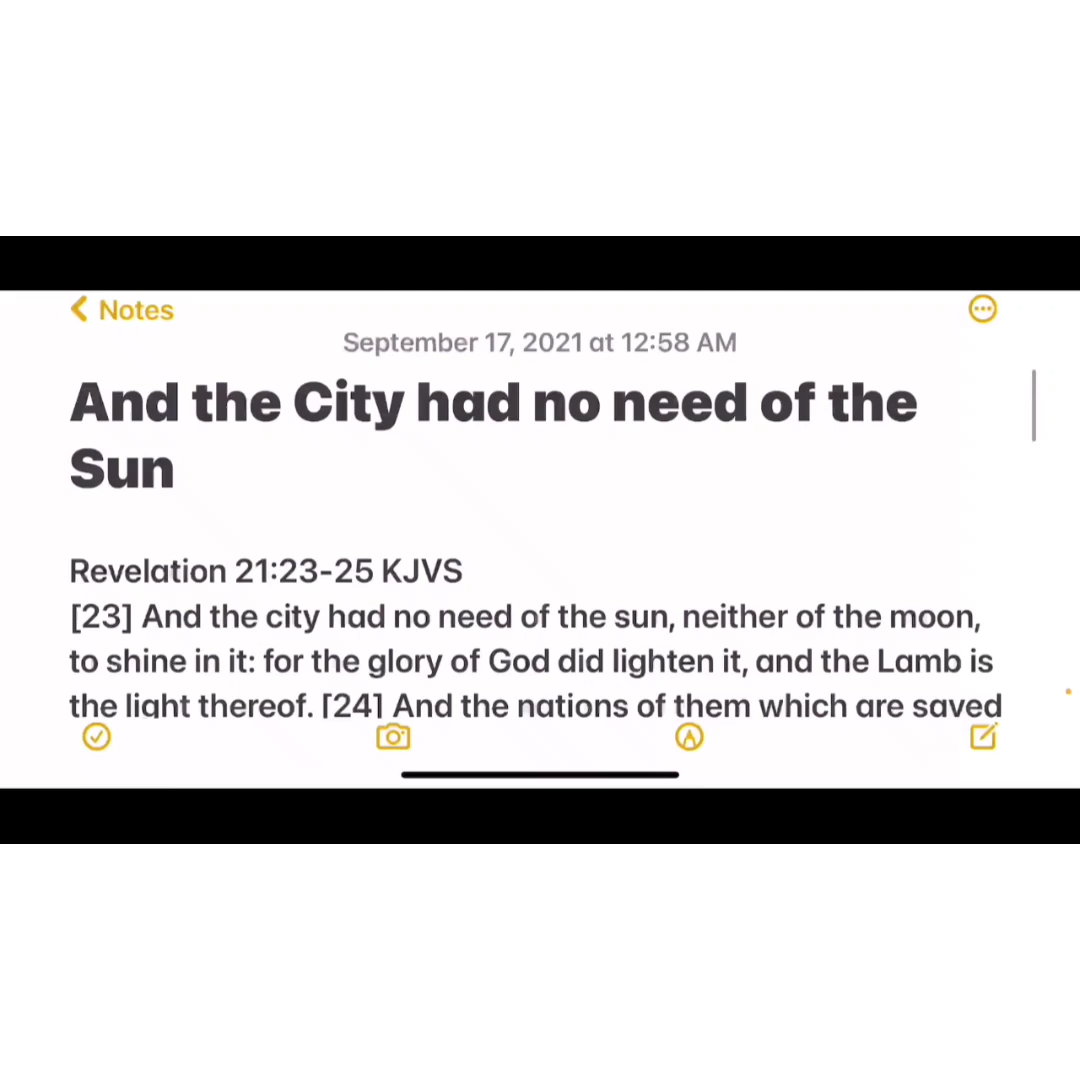 Notes
September 17, 2021 at 12:58 AM
And the City had no need of the
Sun
Revelation 21:23-25 KJVS
[23] And the city had no need of the sun, neither of the moon,
to shine in it: for the glory of God did lighten it, and the Lamb is
the light thereof. [24] And the nations of them which are saved